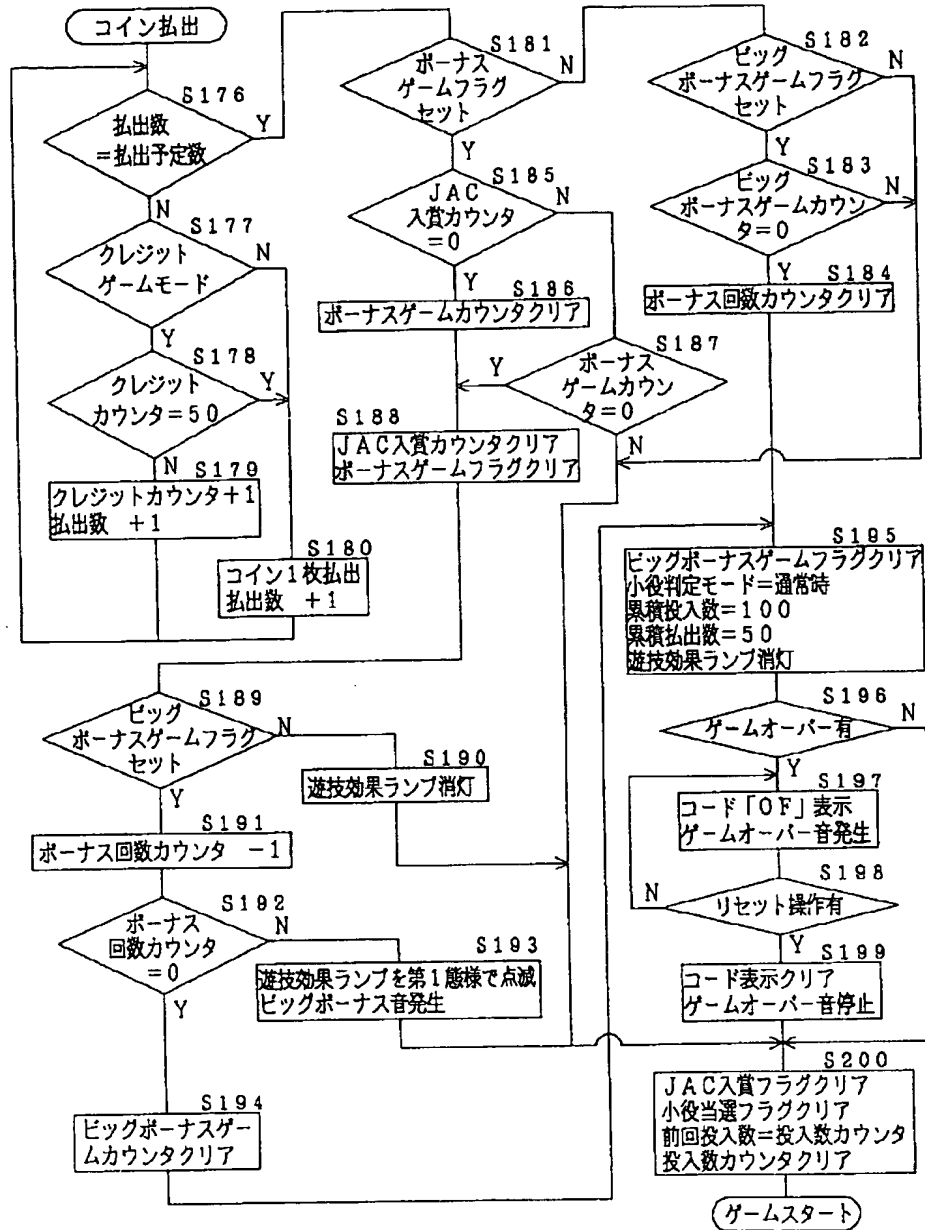 コイン払出
S176
払出数
＝払出予定数
Y
N
S177
クレジット
ゲームモード
N
Y
S178
クレジット
カウンタ＝50
Y
N
S179
クレジットカウンタ＋1
払出数　＋1
S180
コイン1枚払出
払出数　＋1
S181
ボーナス
ゲームフラグ
セット
N
Y
S185
JAC
入賞カウンタ
＝0
N
Y
S186
ボーナスゲームカウンタクリア
S187
ボーナス
ゲームカウン
タ＝0
Y
N
S188
JAC入賞カウンタクリア
ボーナスゲームフラグクリア
S182
ビッグ
ボーナスゲームフラグ
セット
N
Y
S183
ビッグ
ボーナスゲームカウン
タ＝0
N
Y
S184
ボーナス回数カウンタクリア
S189
ビッグ
ボーナスゲームフラグ
セット
N
Y
S190
遊技効果ランプ消灯
S191
ボーナス回数カウンタ　－1
S192
ボーナス
回数カウンタ
＝0
N
Y
S193
遊技効果ランプを第1態様で点滅
ビッグボーナス音発生
S194
ビッグボーナスゲー
ムカウンタクリア
S195
ビッグボーナスゲームフラグクリア
小役判定モード＝通常時
累積投入数＝100
累積払出数＝50
遊技効果ランプ消灯
S196
ゲームオーバー有
N
Y
S197
コード「OF」表示
ゲームオーバー音発生
S198
リセット操作有
N
Y
S199
コード表示クリア
ゲームオーバー音停止
S200
JAC入賞フラグクリア
小役当選フラグクリア
前回投入数＝投入数カウンタ
投入数カウンタクリア
ゲームスタート